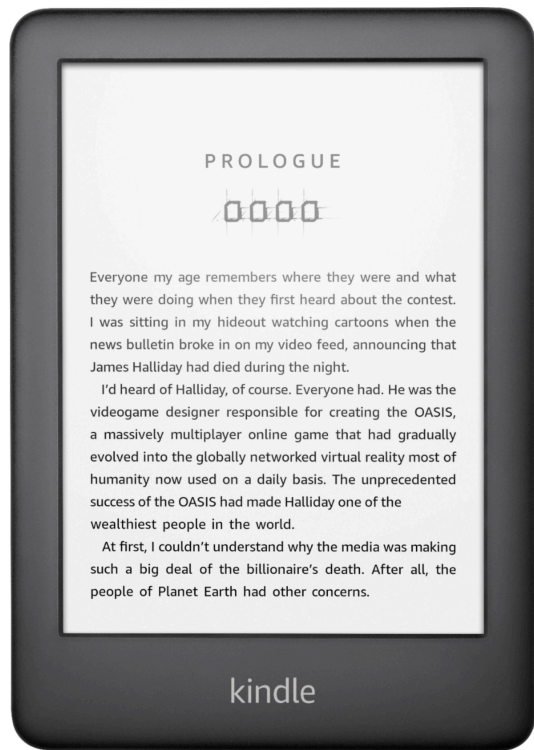 PROLOGUE
0000
Everyone my age remembers where they were and what
they were doing when they first heard about the contest.
I was sitting in my hideout watching cartoons when the
news bulletin broke in on my video feed, announcing that
James Halliday had died during the night.
I’d heard of Halliday, of course. Everyone had. He was the
videogame designer responsible for creating the OASIS,
a massively multiplayer online game that had gradually
evolved into the globally networked virtual reality most of
humanity now used on a daily basis. The unprecedented
success of the OASIS had made Halliday one of the
wealthiest people in the world.
At first, I couldn’t understand why the media was making
such a big deal of the billionaire’s death. After all, the
people of Planet Earth had other concerns.
kindle